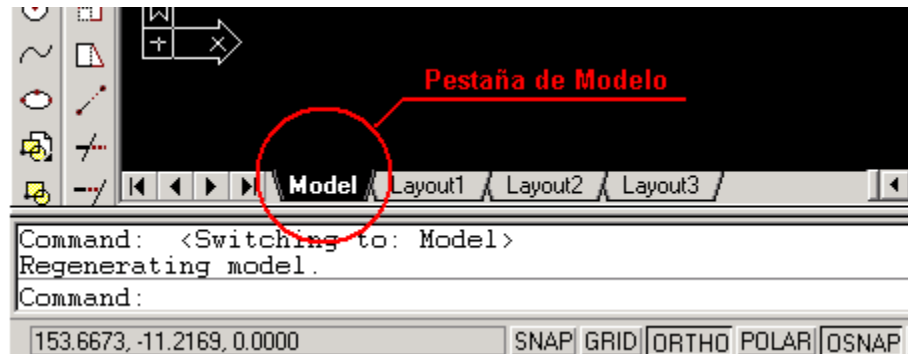 Pestaña de Modelo
Model Layout1 Layout2 Layout3
Command: <Switching to: Model>
Regenerating model.
Command:
153.6673, -11.2169, 0.0000 SNAP GRID ORTHO POLAR OSNAP